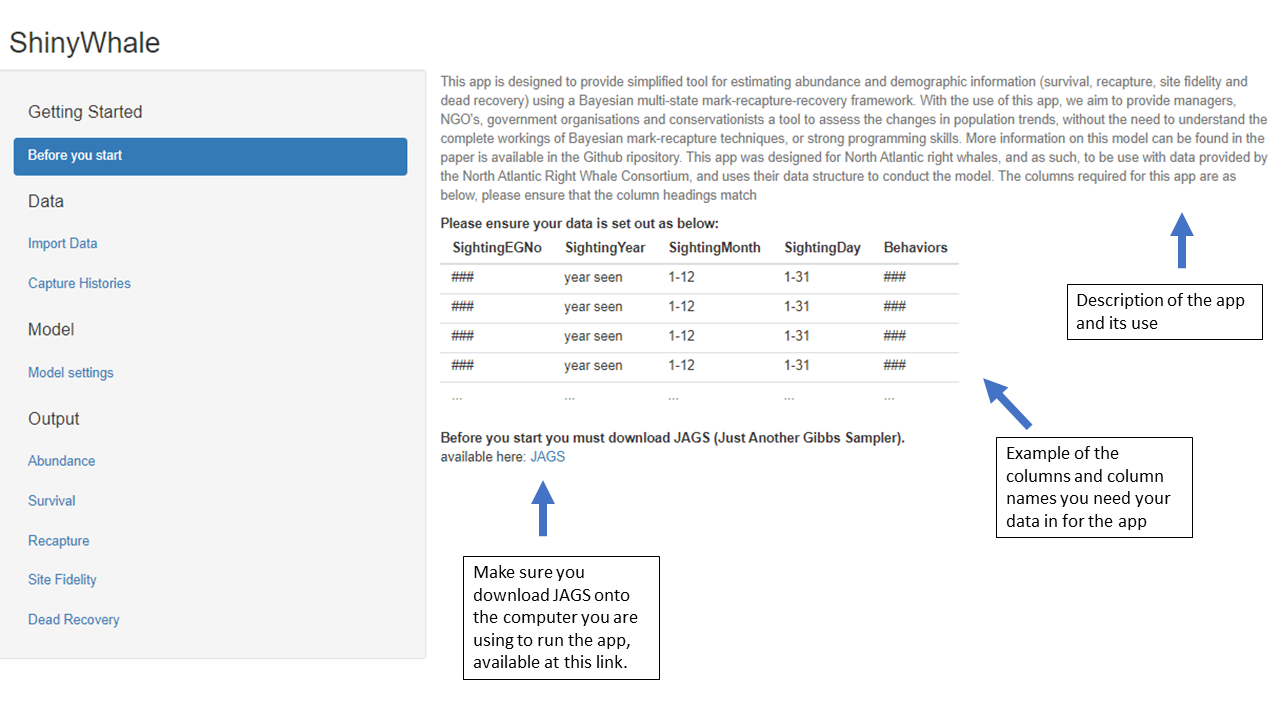 ShinyWhale
Getting Started
Before you start
Data
Import Data
Capture Histories
Model
Model settings
Output
Abundance
Survival
Recapture
Site Fidelity
Dead Recovery
This app is designed to provide simplified tool for estimating abundance and demographic information (survival, recapture, site fidelity and
dead recovery) using a Bayesian multi-state mark-recapture-recovery framework. With the use of this app, we aim to provide managers,
NGO's, government organisations and conservationists a tool to assess the changes in population trends, without the need to understand the
complete workings of Bayesian mark-recapture techniques, or strong programming skills. More information on this model can be found in the
paper is available in the Github ripository. This app was designed for North Atlantic right whales, and as such, to be use with data provided by
the North Atlantic Right Whale Consortium, and uses their data structure to conduct the model. The columns required for this app are as
below, please ensure that the column headings match
Please ensure your data is set out as below:
SightingEGNo SightingYear SightingMonth SightingDay Behaviors
### year seen 1-12 1-31 ###
### year seen 1-12 1-31 ###
### year seen 1-12 1-31 ###
### year seen 1-12 1-31 ###
... ... ... ... ...
Before you start you must download JAGS (Just Another Gibbs Sampler).
available here: JAGS
Description of the app
and its use
Example of the
columns and column
names you need your
data in for the app
Make sure you
download JAGS onto
the computer you are
using to run the app,
available at this link.